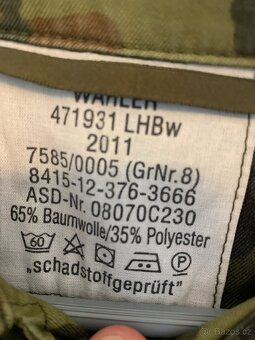 WAHLER
471931 LHBw
2011
7585/0005 (GrNr.8)
8415-12-376-3666
ASD-Nr. 08070C230
65% Baumwolle/35% Polyester
60 P
„schadstoffgeprüft"